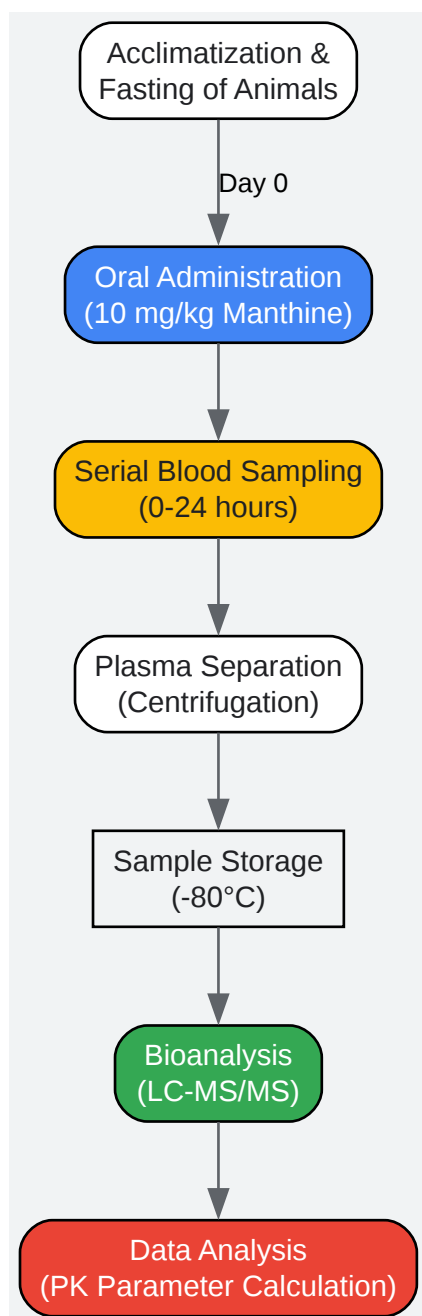 Acclimatization &
Fasting of Animals
Day 0
Oral Administration
(10 mg/kg Manthine)
Serial Blood Sampling
(0-24 hours)
Plasma Separation
(Centrifugation)
Sample Storage
(-80°C)
Bioanalysis
(LC-MS/MS)
Data Analysis
(PK Parameter Calculation)